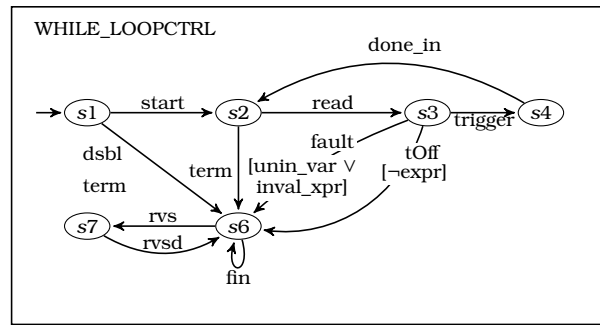 WHILE_LOOPCTRL
done_in
s1
start
s2
read
s3
trigger
s4
dsbl
term
term
fault
[unin_var ∨
inval_xpr]
tOff
[¬expr]
s7
rvs
rvsd
s6
fin